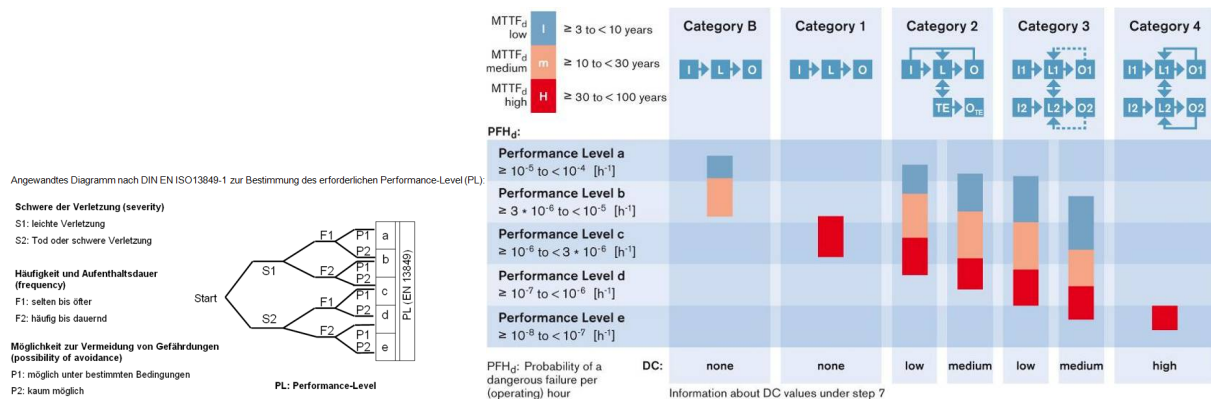 Angewandtes Diagramm nach DIN EN ISO13849-1 zur Bestimmung des erforderlichen Performance-Level (PL):
Schwere der Verletzung (severity)
S1: leichte Verletzung
S2: Tod oder schwere Verletzung
Häufigkeit und Aufenthaltsdauer
(frequency)
F1: selten bis öfter
F2: häufig bis dauernd
Möglichkeit zur Vermeidung von Gefährdungen
(possibility of avoidance)
P1: möglich unter bestimmten Bedingungen
P2: kaum möglich
Start
S1
S2
F1
F2
F1
F2
P1
P2
P1
P2
P1
P2
P1
P2
a
b
c
d
e
PL (EN 13849)
PL: Performance-Level
MTTFd
low
l
≥ 3 to < 10 years
MTTFd
medium
m
≥ 10 to < 30 years
MTTFd
high
H
≥ 30 to < 100 years
Category B
Category 1
Category 2
Category 3
Category 4
I L O
I L O
I L O
TE OTE
I1 L1 O1
I2 L2 O2
I1 L1 O1
I2 L2 O2
PFHd:
Performance Level a
≥ 10⁻⁵ to < 10⁻⁴ [h⁻¹]
Performance Level b
≥ 3 * 10⁻⁶ to < 10⁻⁵ [h⁻¹]
Performance Level c
≥ 10⁻⁶ to < 3 * 10⁻⁶ [h⁻¹]
Performance Level d
≥ 10⁻⁷ to < 10⁻⁶ [h⁻¹]
Performance Level e
≥ 10⁻⁸ to < 10⁻⁷ [h⁻¹]
PFHd: Probability of a
dangerous failure per
(operating) hour
DC: none none low medium low medium high
Information about DC values under step 7